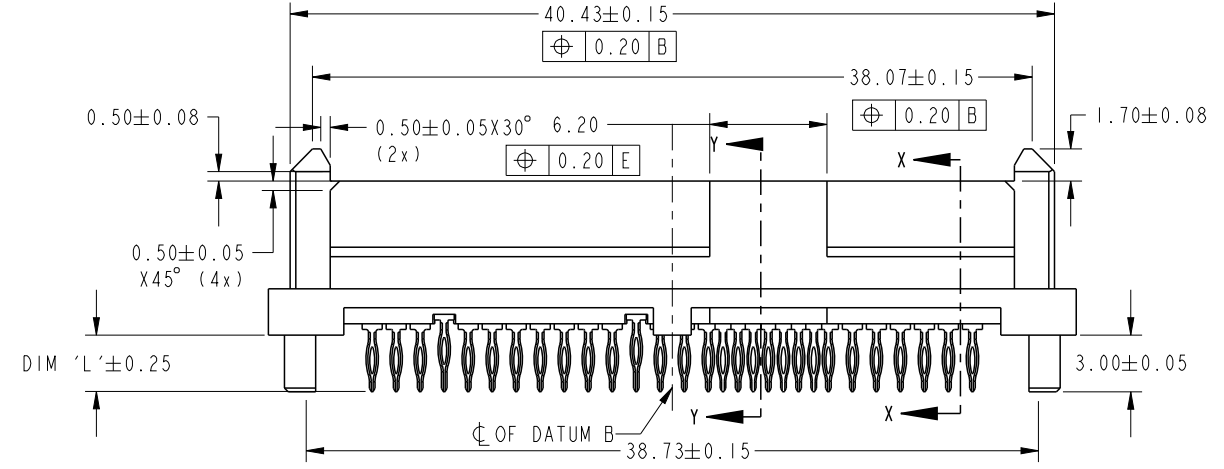 40.43±0.15
⌖ 0.20 B
38.07±0.15
⌖ 0.20 B
0.50±0.08
0.50±0.05X30° 6.20
(2x)
⌖ 0.20 E
1.70±0.08
Y
X
0.50±0.05
X45° (4x)
DIM 'L'±0.25
3.00±0.05
Y
X
℄ OF DATUM B
38.73±0.15